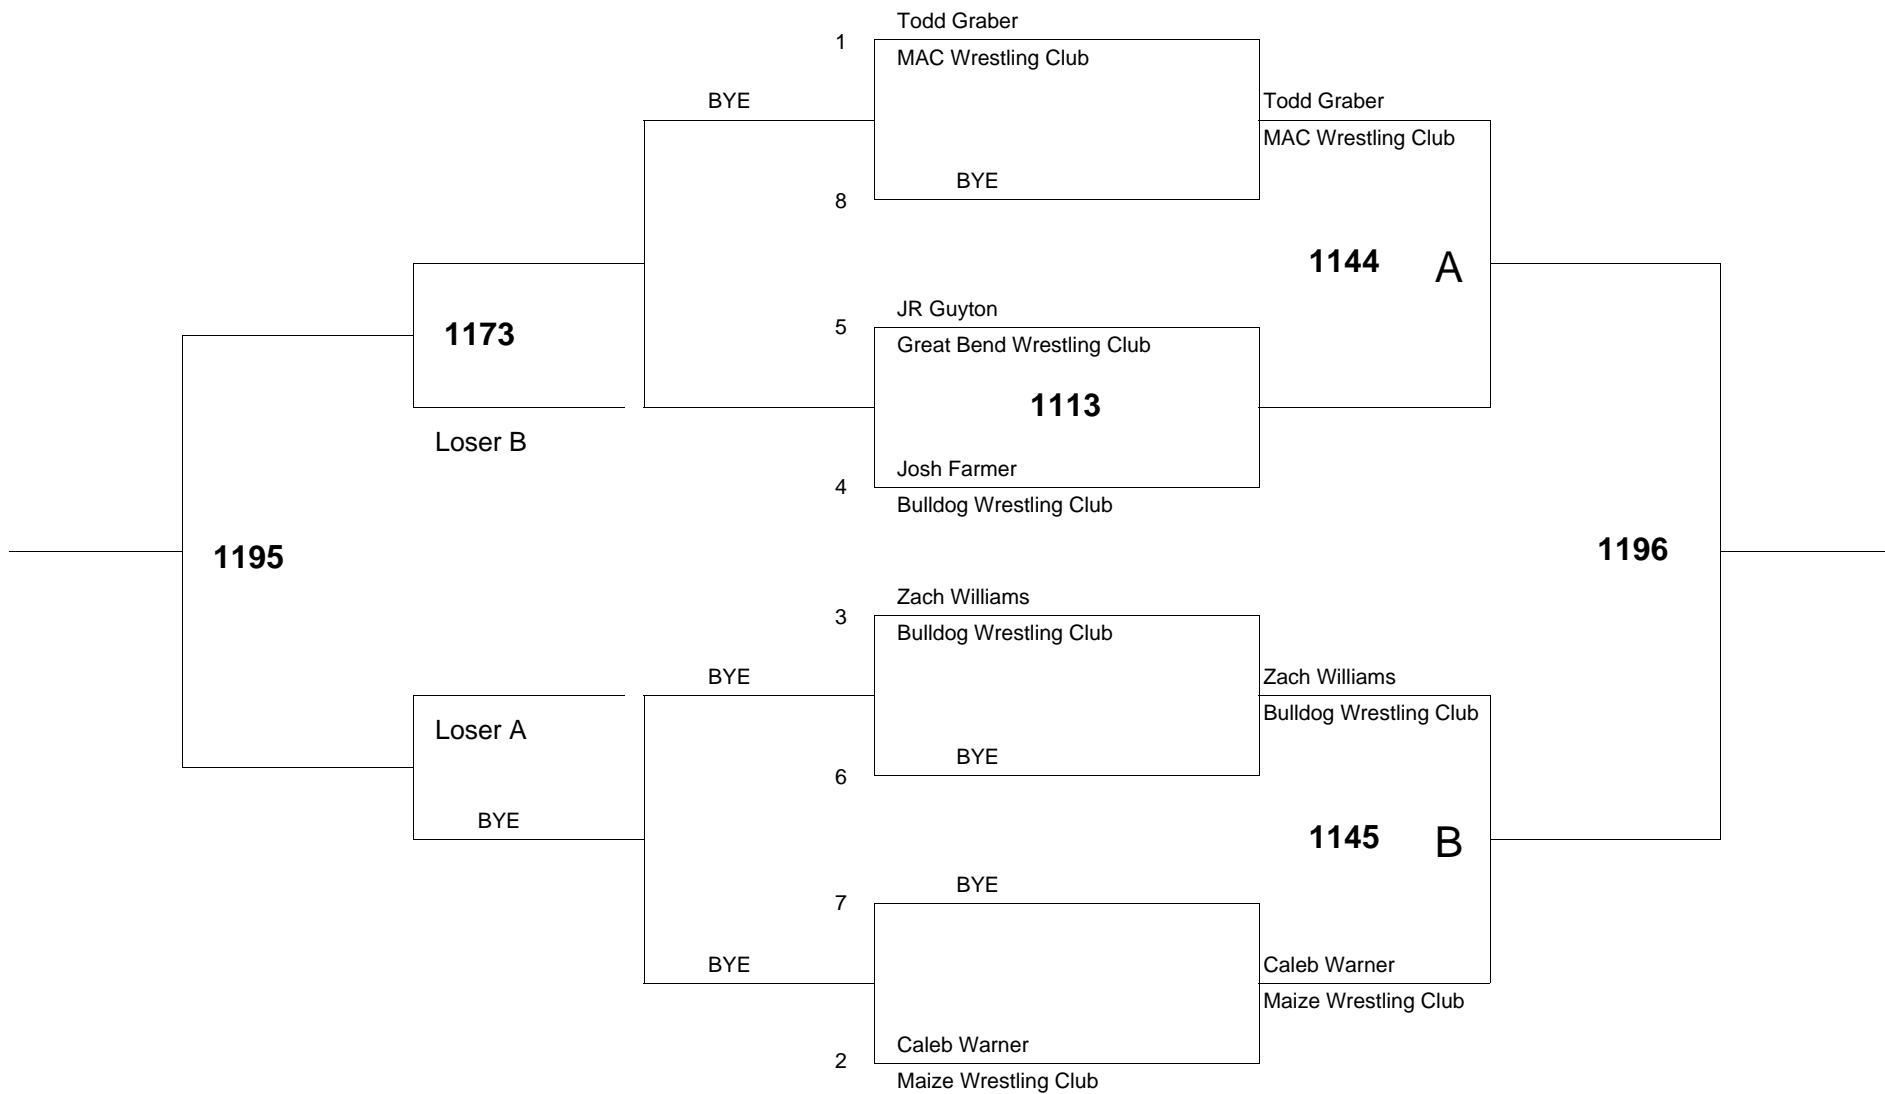 Todd Graber
1
MAC Wrestling Club
BYE
Todd Graber
MAC Wrestling Club
BYE
8
1144 A
JR Guyton
5
1173
Great Bend Wrestling Club
1113
Loser B
Josh Farmer
4
Bulldog Wrestling Club
1195
1196
Zach Williams
3
Bulldog Wrestling Club
BYE
Zach Williams
Loser A
Bulldog Wrestling Club
BYE
6
BYE
1145 B
BYE
7
BYE
Caleb Warner
Maize Wrestling Club
Caleb Warner
2
Maize Wrestling Club